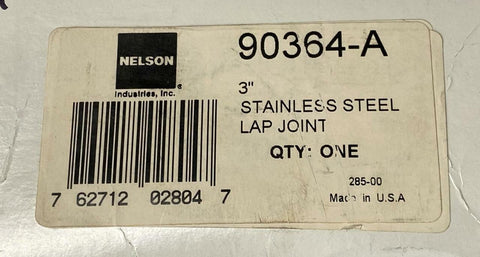 NELSON
Industries, Inc.
90364-A
3"
STAINLESS STEEL
LAP JOINT
QTY: ONE
7 62712 02804 7
285-00
Made in U.S.A